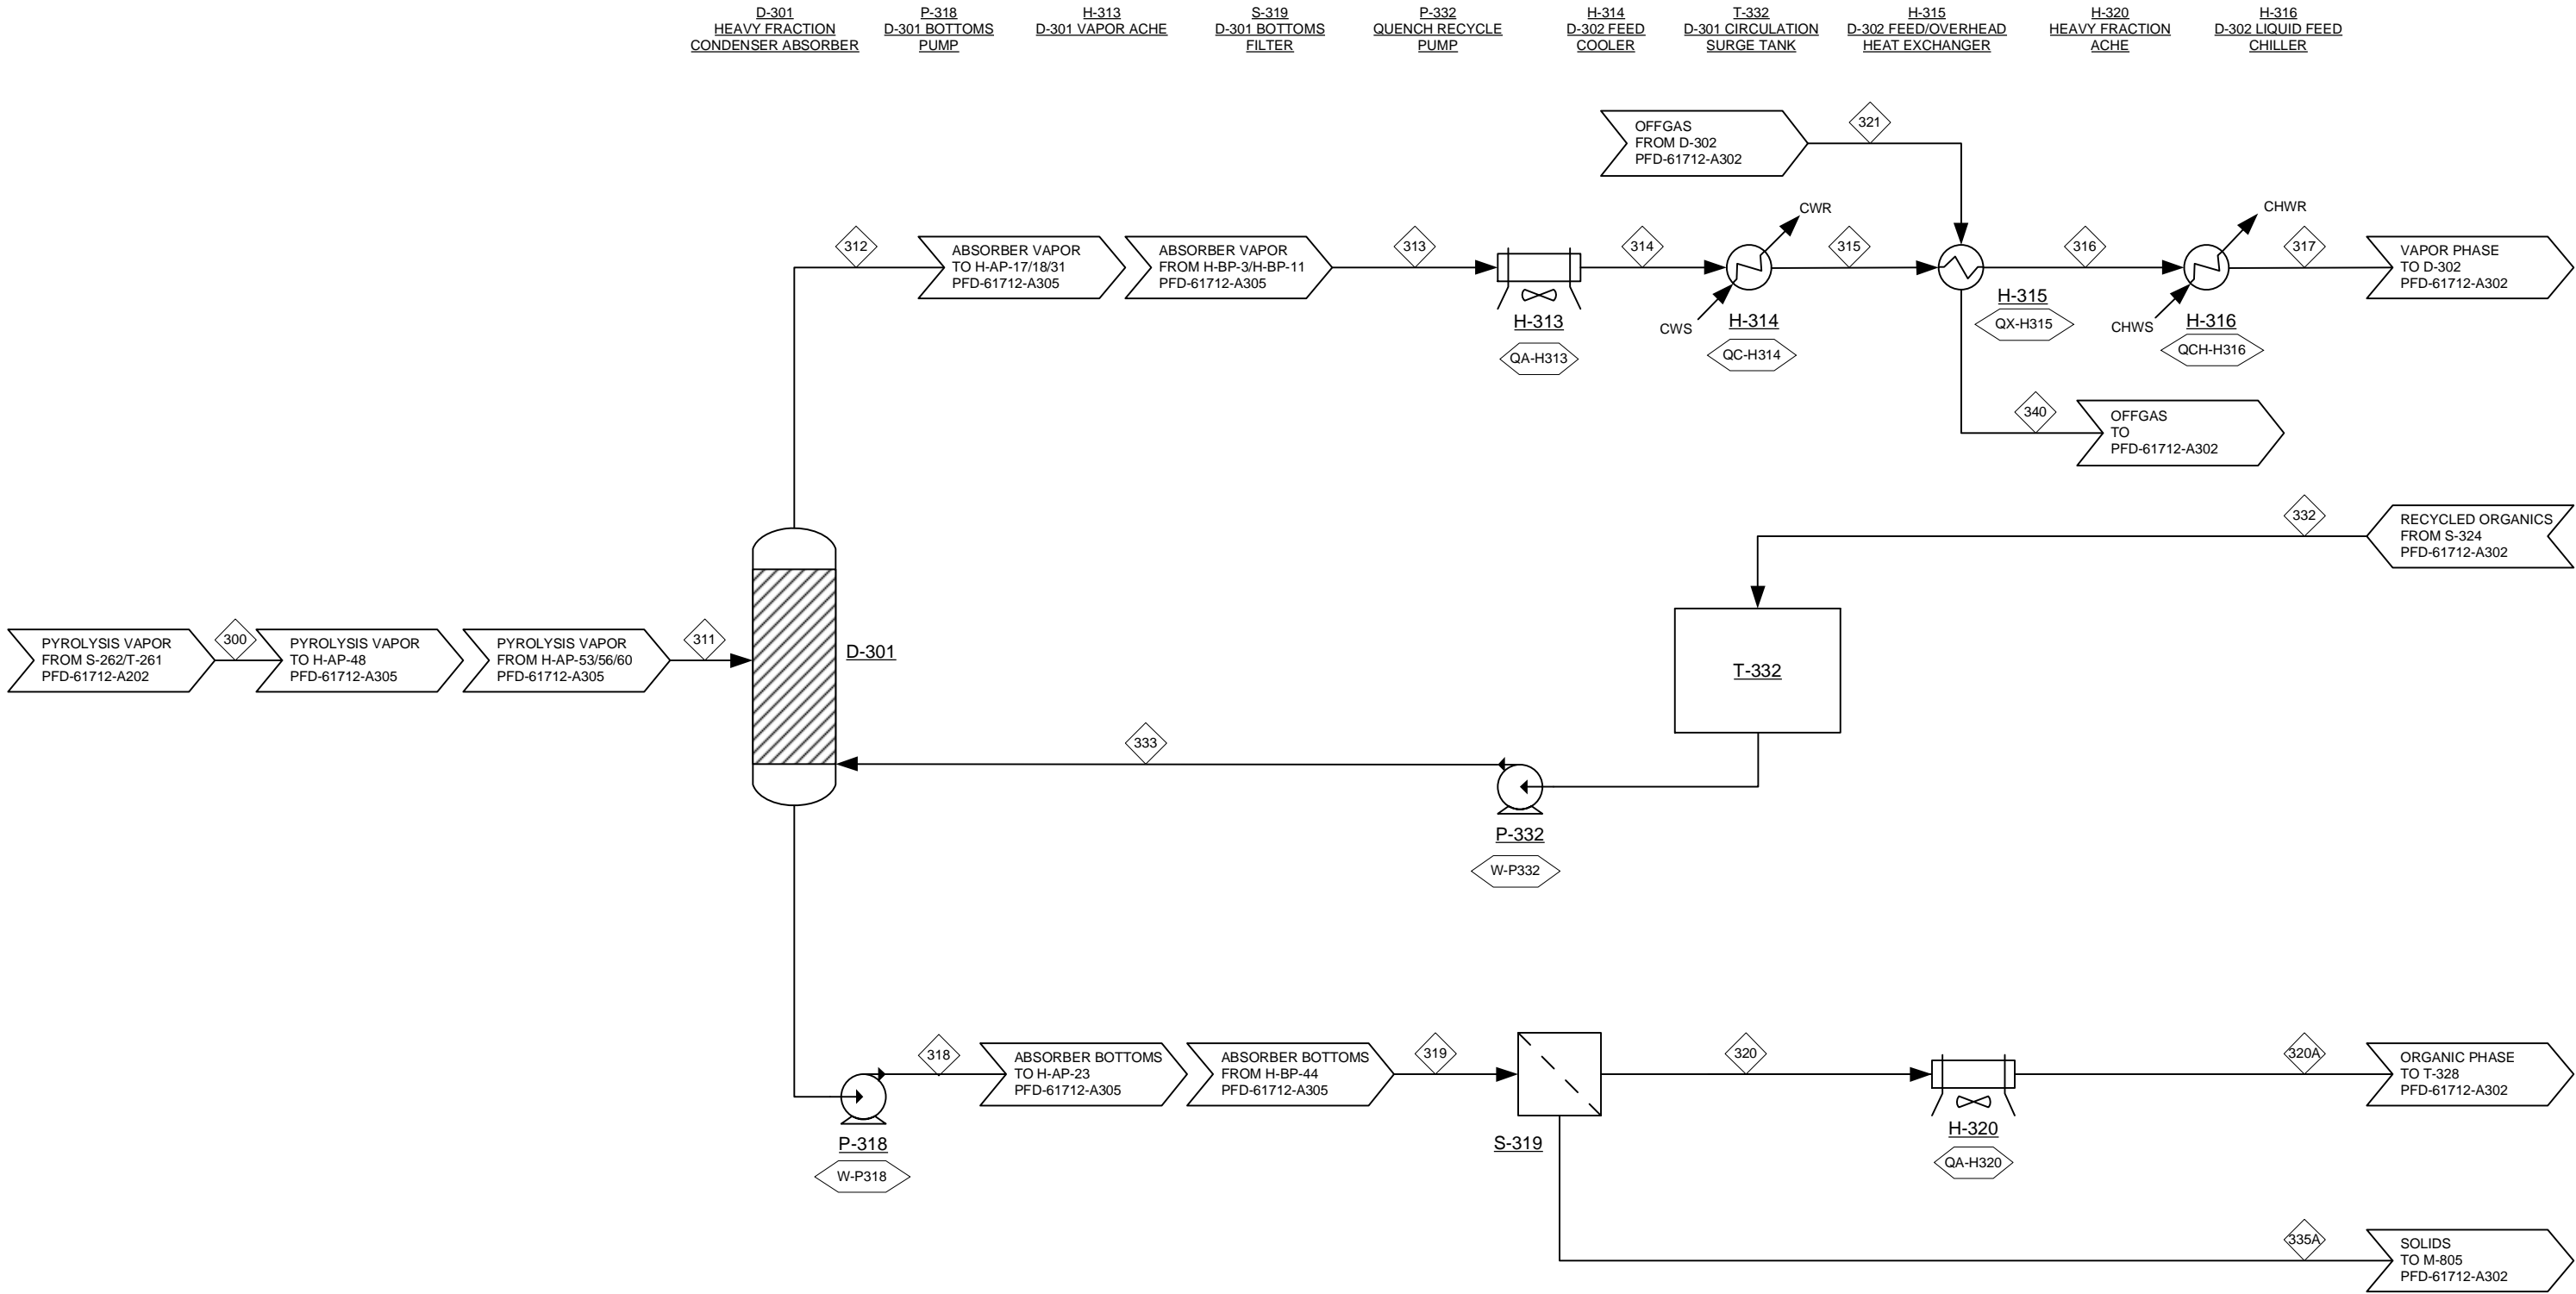 D-301
HEAVY FRACTION
CONDENSER ABSORBER
P-318
D-301 BOTTOMS
PUMP
H-313
D-301 VAPOR ACHE
S-319
D-301 BOTTOMS
FILTER
P-332
QUENCH RECYCLE
PUMP
H-314
D-302 FEED
COOLER
T-332
D-301 CIRCULATION
SURGE TANK
H-315
D-302 FEED/OVERHEAD
HEAT EXCHANGER
H-320
HEAVY FRACTION
ACHE
H-316
D-302 LIQUID FEED
CHILLER
OFFGAS
FROM D-302
PFD-61712-A302
321
312
ABSORBER VAPOR
TO H-AP-17/18/31
PFD-61712-A305
ABSORBER VAPOR
FROM H-BP-3/H-BP-11
PFD-61712-A305
313
H-313
QA-H313
314
CWR
CWS
H-314
QC-H314
315
H-315
QX-H315
316
CHWR
CHWS
H-316
QCH-H316
317
VAPOR PHASE
TO D-302
PFD-61712-A302
340
OFFGAS
TO
PFD-61712-A302
332
RECYCLED ORGANICS
FROM S-324
PFD-61712-A302
PYROLYSIS VAPOR
FROM S-262/T-261
PFD-61712-A202
300
PYROLYSIS VAPOR
TO H-AP-48
PFD-61712-A305
PYROLYSIS VAPOR
FROM H-AP-53/56/60
PFD-61712-A305
311
D-301
T-332
333
P-332
W-P332
P-318
W-P318
318
ABSORBER BOTTOMS
TO H-AP-23
PFD-61712-A305
ABSORBER BOTTOMS
FROM H-BP-44
PFD-61712-A305
319
S-319
320
H-320
QA-H320
320A
ORGANIC PHASE
TO T-328
PFD-61712-A302
335A
SOLIDS
TO M-805
PFD-61712-A302